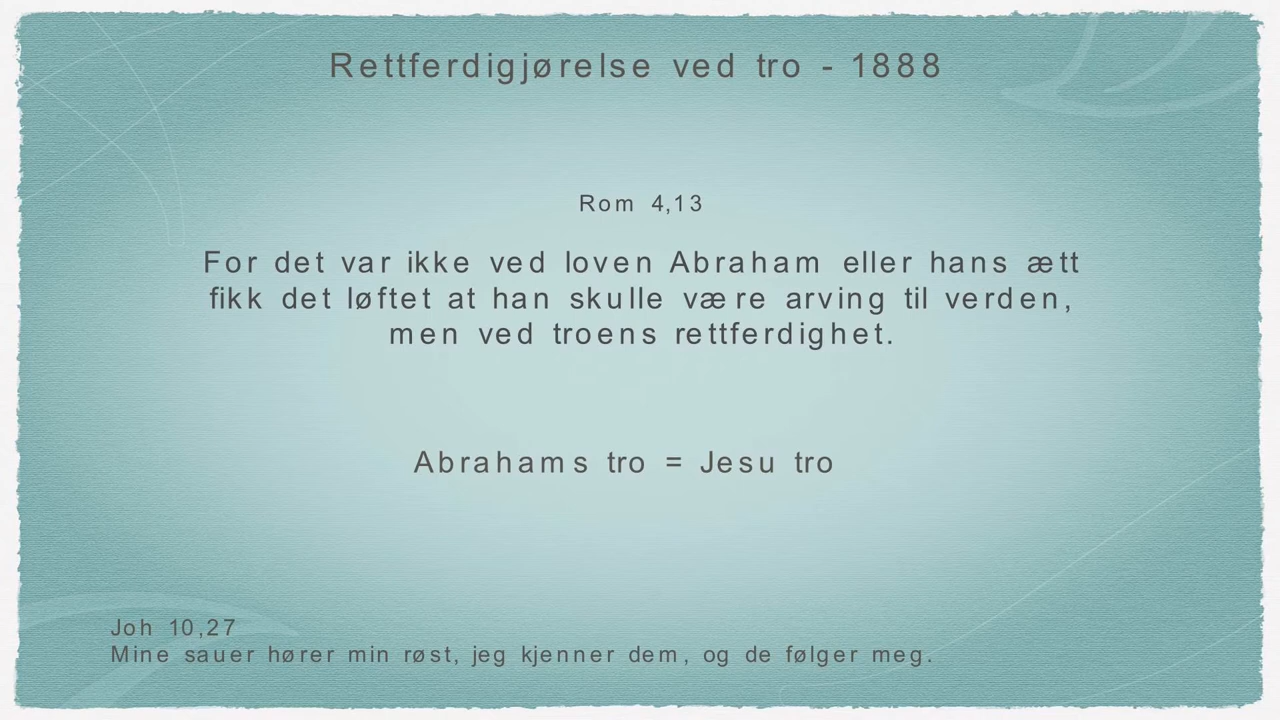 Rettferdigjørelse ved tro - 1888
Rom 4,13
For det var ikke ved loven Abraham eller hans ætt
fikk det løftet at han skulle være arving til verden,
men ved troens rettferdighet.
Abrahams tro = Jesu tro
Joh 10,27
Mine sauer hører min røst, jeg kjenner dem, og de følger meg.